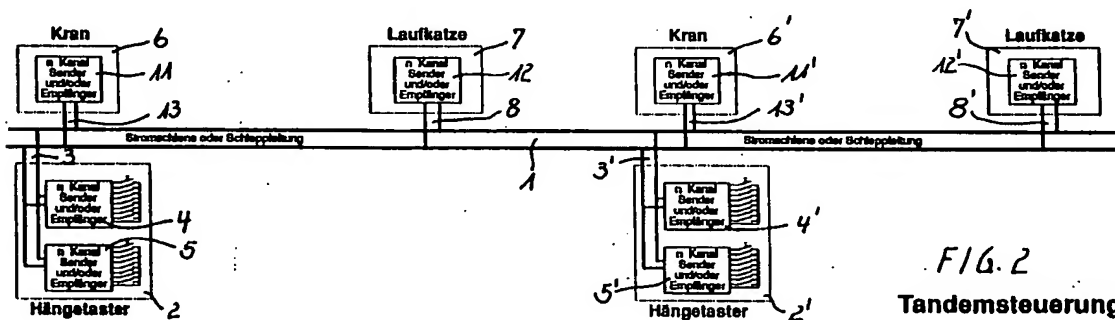 Kran 6 Laufkatze 7 Kran 6' 7' Laufkatze
n Kanal Sender und/oder Empfänger 11
n Kanal Sender und/oder Empfänger 12
n Kanal Sender und/oder Empfänger 11'
12' n Kanal Sender und/oder Empfänger
13 8 13' 8'
Stromschiene oder Schleppleitung
Stromschiene oder Schleppleitung
3 1 3'
n Kanal Sender und/oder Empfänger 4
n Kanal Sender und/oder Empfänger 4'
n Kanal Sender und/oder Empfänger 5
5' n Kanal Sender und/oder Empfänger
Hängetaster 2
Hängetaster 2'
FIG. 2
Tandemsteuerung